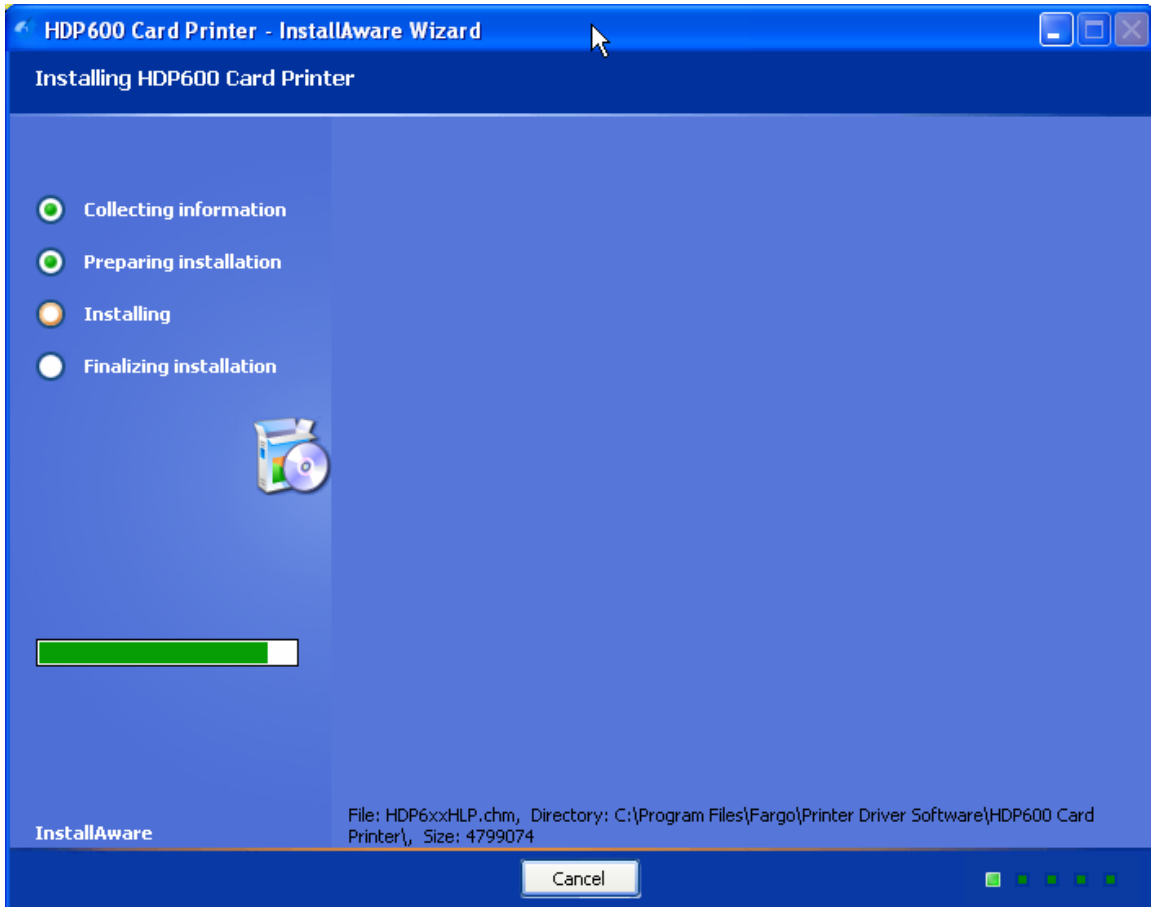 HDP600 Card Printer - InstallAware Wizard
Installing HDP600 Card Printer
Collecting information
Preparing installation
Installing
Finalizing installation
InstallAware
File: HDP6xxHLP.chm, Directory: C:\Program Files\Fargo\Printer Driver Software\HDP600 Card
Printer\, Size: 4799074
Cancel